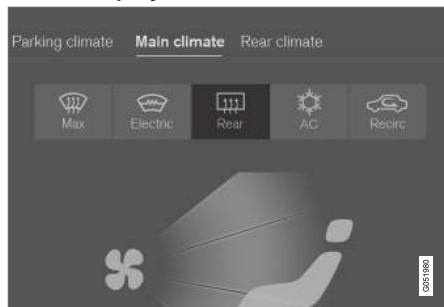 Parking climate Main climate Rear climate
Max Electric Rear AC Recirc
G051980